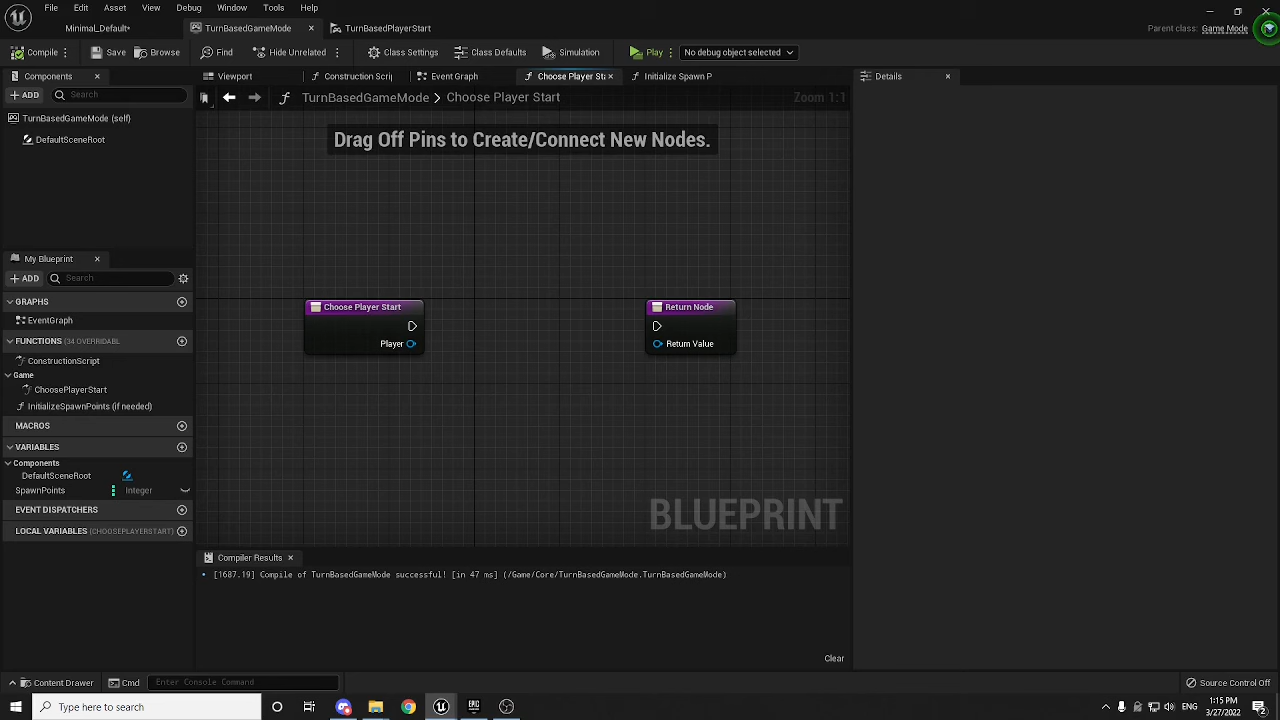 File Edit Asset View Debug Window Tools Help
Minimal_Default*
TurnBasedGameMode
TurnBasedPlayerStart
Parent class: Game Mode
Compile
Save
Browse
Find
Hide Unrelated
Class Settings
Class Defaults
Simulation
Play
No debug object selected
Components
ADD
Search
TurnBasedGameMode (self)
DefaultSceneRoot
Viewport
Construction Scrip
Event Graph
Choose Player Sta
Initialize Spawn P
Details
TurnBasedGameMode > Choose Player Start
Zoom 1:1
Drag Off Pins to Create/Connect New Nodes.
Choose Player Start
Player
Return Node
Return Value
BLUEPRINT
My Blueprint
ADD
Search
GRAPHS
EventGraph
FUNCTIONS (34 OVERRIDABL
ConstructionScript
Game
ChoosePlayerStart
InitializeSpawnPoints (if needed)
MACROS
VARIABLES
Components
DefaultSceneRoot
SpawnPoints Integer
EVENT DISPATCHERS
LOCAL VARIABLES (CHOOSEPLAYERSTART)
Compiler Results
[1687.19] Compile of TurnBasedGameMode successful! [in 47 ms] (/Game/Core/TurnBasedGameMode.TurnBasedGameMode)
Clear
Content Drawer
Cmd
Enter Console Command
Source Control Off
Type here to search
EPIC
1:15 PM
3/27/2022
2